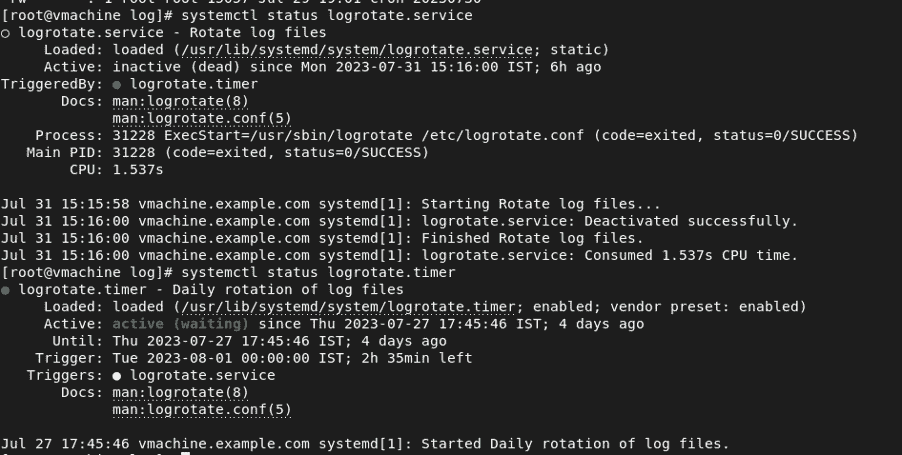 [root@vmachine log]# systemctl status logrotate.service
○ logrotate.service - Rotate log files
     Loaded: loaded (/usr/lib/systemd/system/logrotate.service; static)
     Active: inactive (dead) since Mon 2023-07-31 15:16:00 IST; 6h ago
TriggeredBy: ● logrotate.timer
       Docs: man:logrotate(8)
             man:logrotate.conf(5)
    Process: 31228 ExecStart=/usr/sbin/logrotate /etc/logrotate.conf (code=exited, status=0/SUCCESS)
   Main PID: 31228 (code=exited, status=0/SUCCESS)
        CPU: 1.537s

Jul 31 15:15:58 vmachine.example.com systemd[1]: Starting Rotate log files...
Jul 31 15:16:00 vmachine.example.com systemd[1]: logrotate.service: Deactivated successfully.
Jul 31 15:16:00 vmachine.example.com systemd[1]: Finished Rotate log files.
Jul 31 15:16:00 vmachine.example.com systemd[1]: logrotate.service: Consumed 1.537s CPU time.
[root@vmachine log]# systemctl status logrotate.timer
● logrotate.timer - Daily rotation of log files
     Loaded: loaded (/usr/lib/systemd/system/logrotate.timer; enabled; vendor preset: enabled)
     Active: active (waiting) since Thu 2023-07-27 17:45:46 IST; 4 days ago
      Until: Thu 2023-07-27 17:45:46 IST; 4 days ago
    Trigger: Tue 2023-08-01 00:00:00 IST; 2h 35min left
   Triggers: ● logrotate.service
       Docs: man:logrotate(8)
             man:logrotate.conf(5)

Jul 27 17:45:46 vmachine.example.com systemd[1]: Started Daily rotation of log files.